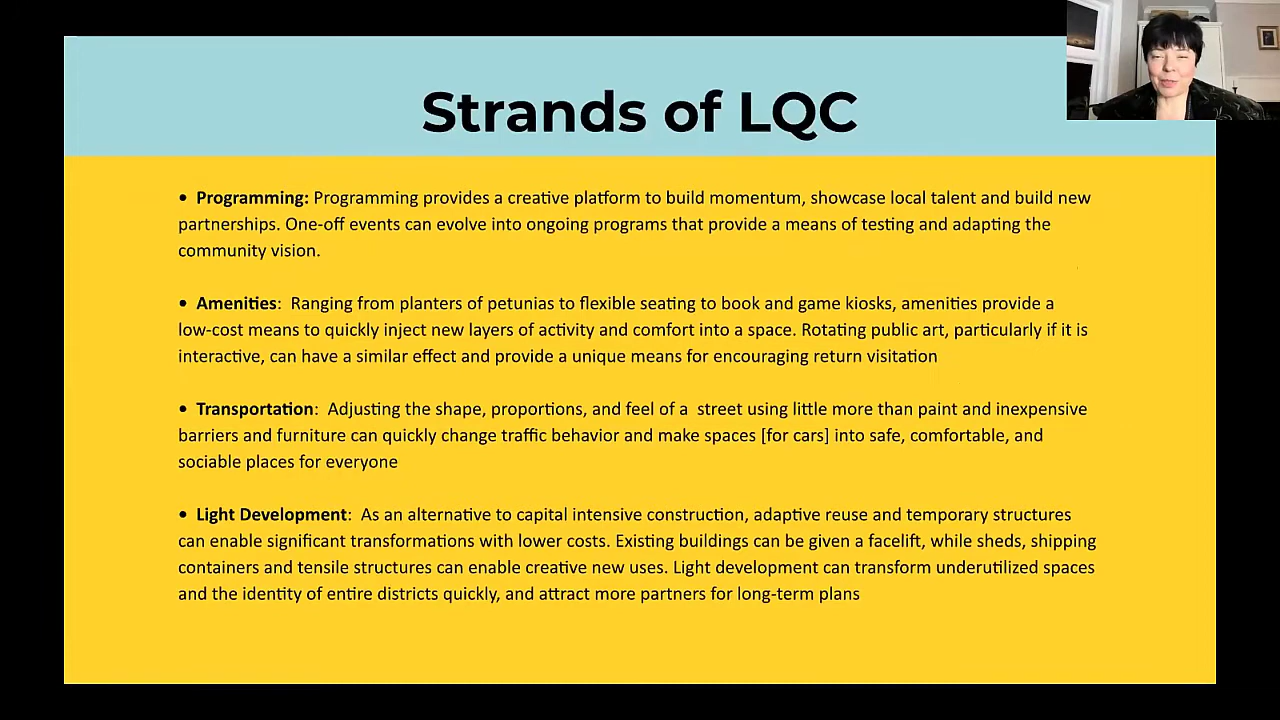 Strands of LQC
• Programming: Programming provides a creative platform to build momentum, showcase local talent and build new
partnerships. One-off events can evolve into ongoing programs that provide a means of testing and adapting the
community vision.
• Amenities:  Ranging from planters of petunias to flexible seating to book and game kiosks, amenities provide a
low-cost means to quickly inject new layers of activity and comfort into a space. Rotating public art, particularly if it is
interactive, can have a similar effect and provide a unique means for encouraging return visitation
• Transportation:  Adjusting the shape, proportions, and feel of a  street using little more than paint and inexpensive
barriers and furniture can quickly change traffic behavior and make spaces [for cars] into safe, comfortable, and
sociable places for everyone
• Light Development:  As an alternative to capital intensive construction, adaptive reuse and temporary structures
can enable significant transformations with lower costs. Existing buildings can be given a facelift, while sheds, shipping
containers and tensile structures can enable creative new uses. Light development can transform underutilized spaces
and the identity of entire districts quickly, and attract more partners for long-term plans